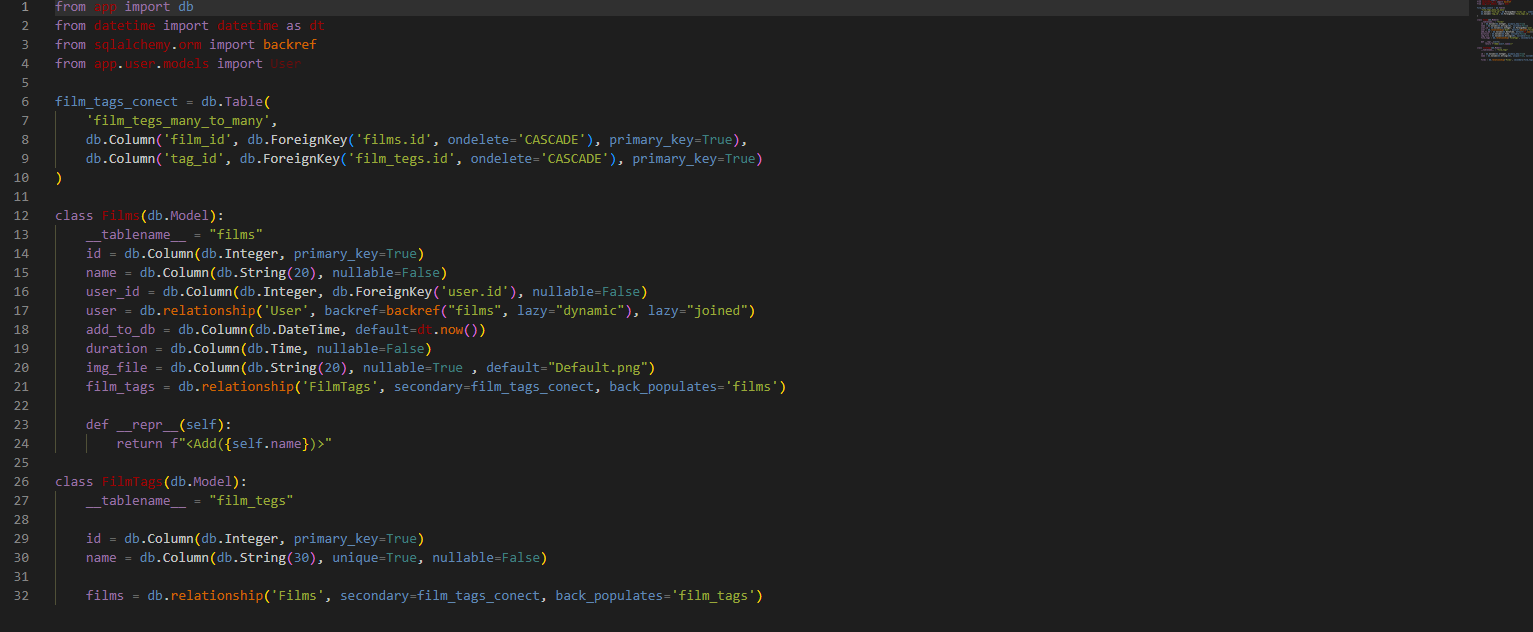 1 from app import db
2 from datetime import datetime as dt
3 from sqlalchemy.orm import backref
4 from app.user.models import User
5
6 film_tags_conect = db.Table(
7     'film_tegs_many_to_many',
8     db.Column('film_id', db.ForeignKey('films.id', ondelete='CASCADE'), primary_key=True),
9     db.Column('tag_id', db.ForeignKey('film_tegs.id', ondelete='CASCADE'), primary_key=True)
10 )
11
12 class Films(db.Model):
13     __tablename__ = "films"
14     id = db.Column(db.Integer, primary_key=True)
15     name = db.Column(db.String(20), nullable=False)
16     user_id = db.Column(db.Integer, db.ForeignKey('user.id'), nullable=False)
17     user = db.relationship('User', backref=backref("films", lazy="dynamic"), lazy="joined")
18     add_to_db = db.Column(db.DateTime, default=dt.now())
19     duration = db.Column(db.Time, nullable=False)
20     img_file = db.Column(db.String(20), nullable=True , default="Default.png")
21     film_tags = db.relationship('FilmTags', secondary=film_tags_conect, back_populates='films')
22
23     def __repr__(self):
24         return f"<Add({self.name})>"
25
26 class FilmTags(db.Model):
27     __tablename__ = "film_tegs"
28
29     id = db.Column(db.Integer, primary_key=True)
30     name = db.Column(db.String(30), unique=True, nullable=False)
31
32     films = db.relationship('Films', secondary=film_tags_conect, back_populates='film_tags')